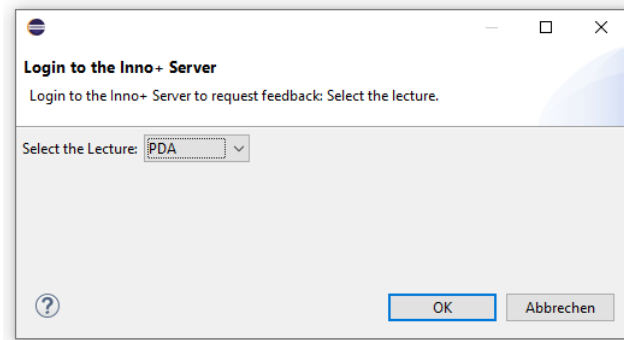 Login to the Inno+ Server
Login to the Inno+ Server to request feedback: Select the lecture.
Select the Lecture: PDA
?
OK Abbrechen